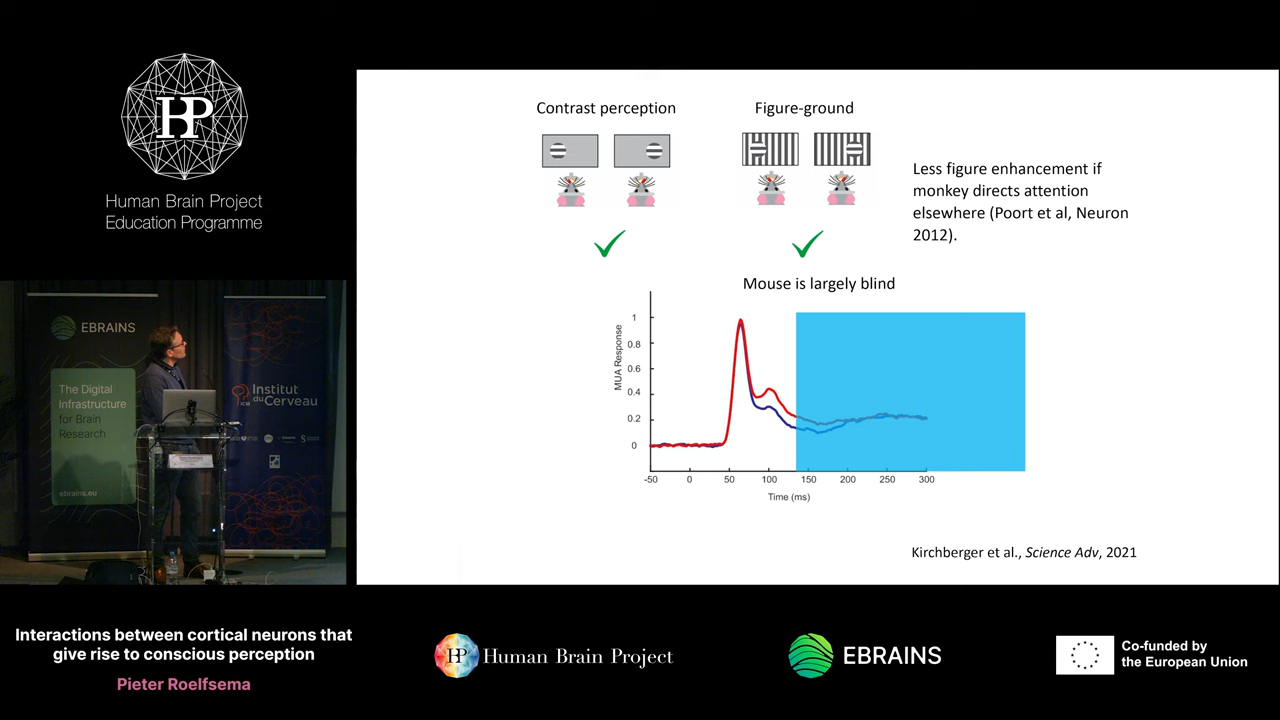 HP
Human Brain Project
Education Programme
EBRAINS
The Digital
Infrastructure
for Brain
Research
ebrains.eu
Institut
du Cerveau
ICM
Contrast perception
Figure-ground
Less figure enhancement if
monkey directs attention
elsewhere (Poort et al, Neuron
2012).
Mouse is largely blind
MUA Response
1
0.8
0.6
0.4
0.2
0
-50
0
50
100
150
200
250
300
Time (ms)
Kirchberger et al., Science Adv, 2021
Interactions between cortical neurons that
give rise to conscious perception
Pieter Roelfsema
HP Human Brain Project
EBRAINS
Co-funded by
the European Union